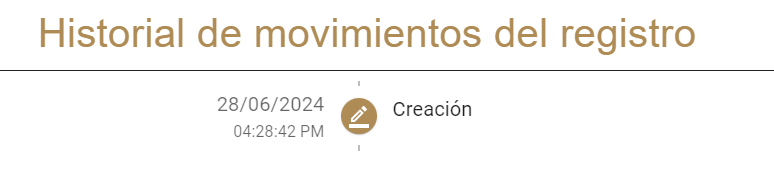 Historial de movimientos del registro
28/06/2024
Creación
04:28:42 PM